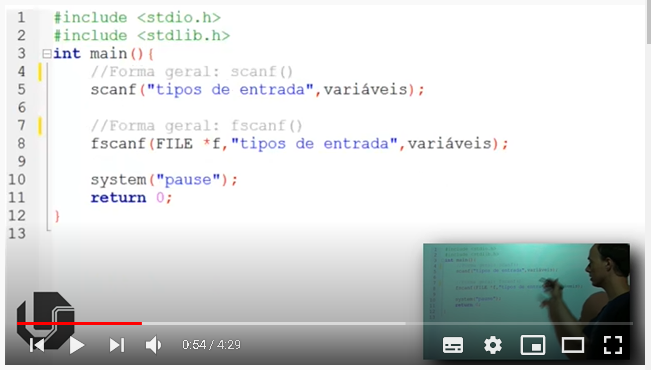 1 #include <stdio.h>
2 #include <stdlib.h>
3 int main(){
4 //Forma geral: scanf()
5 scanf("tipos de entrada",variáveis);
6
7 //Forma geral: fscanf()
8 fscanf(FILE *f,"tipos de entrada",variáveis);
9
10 system("pause");
11 return 0;
12 }
13
0:54 / 4:29